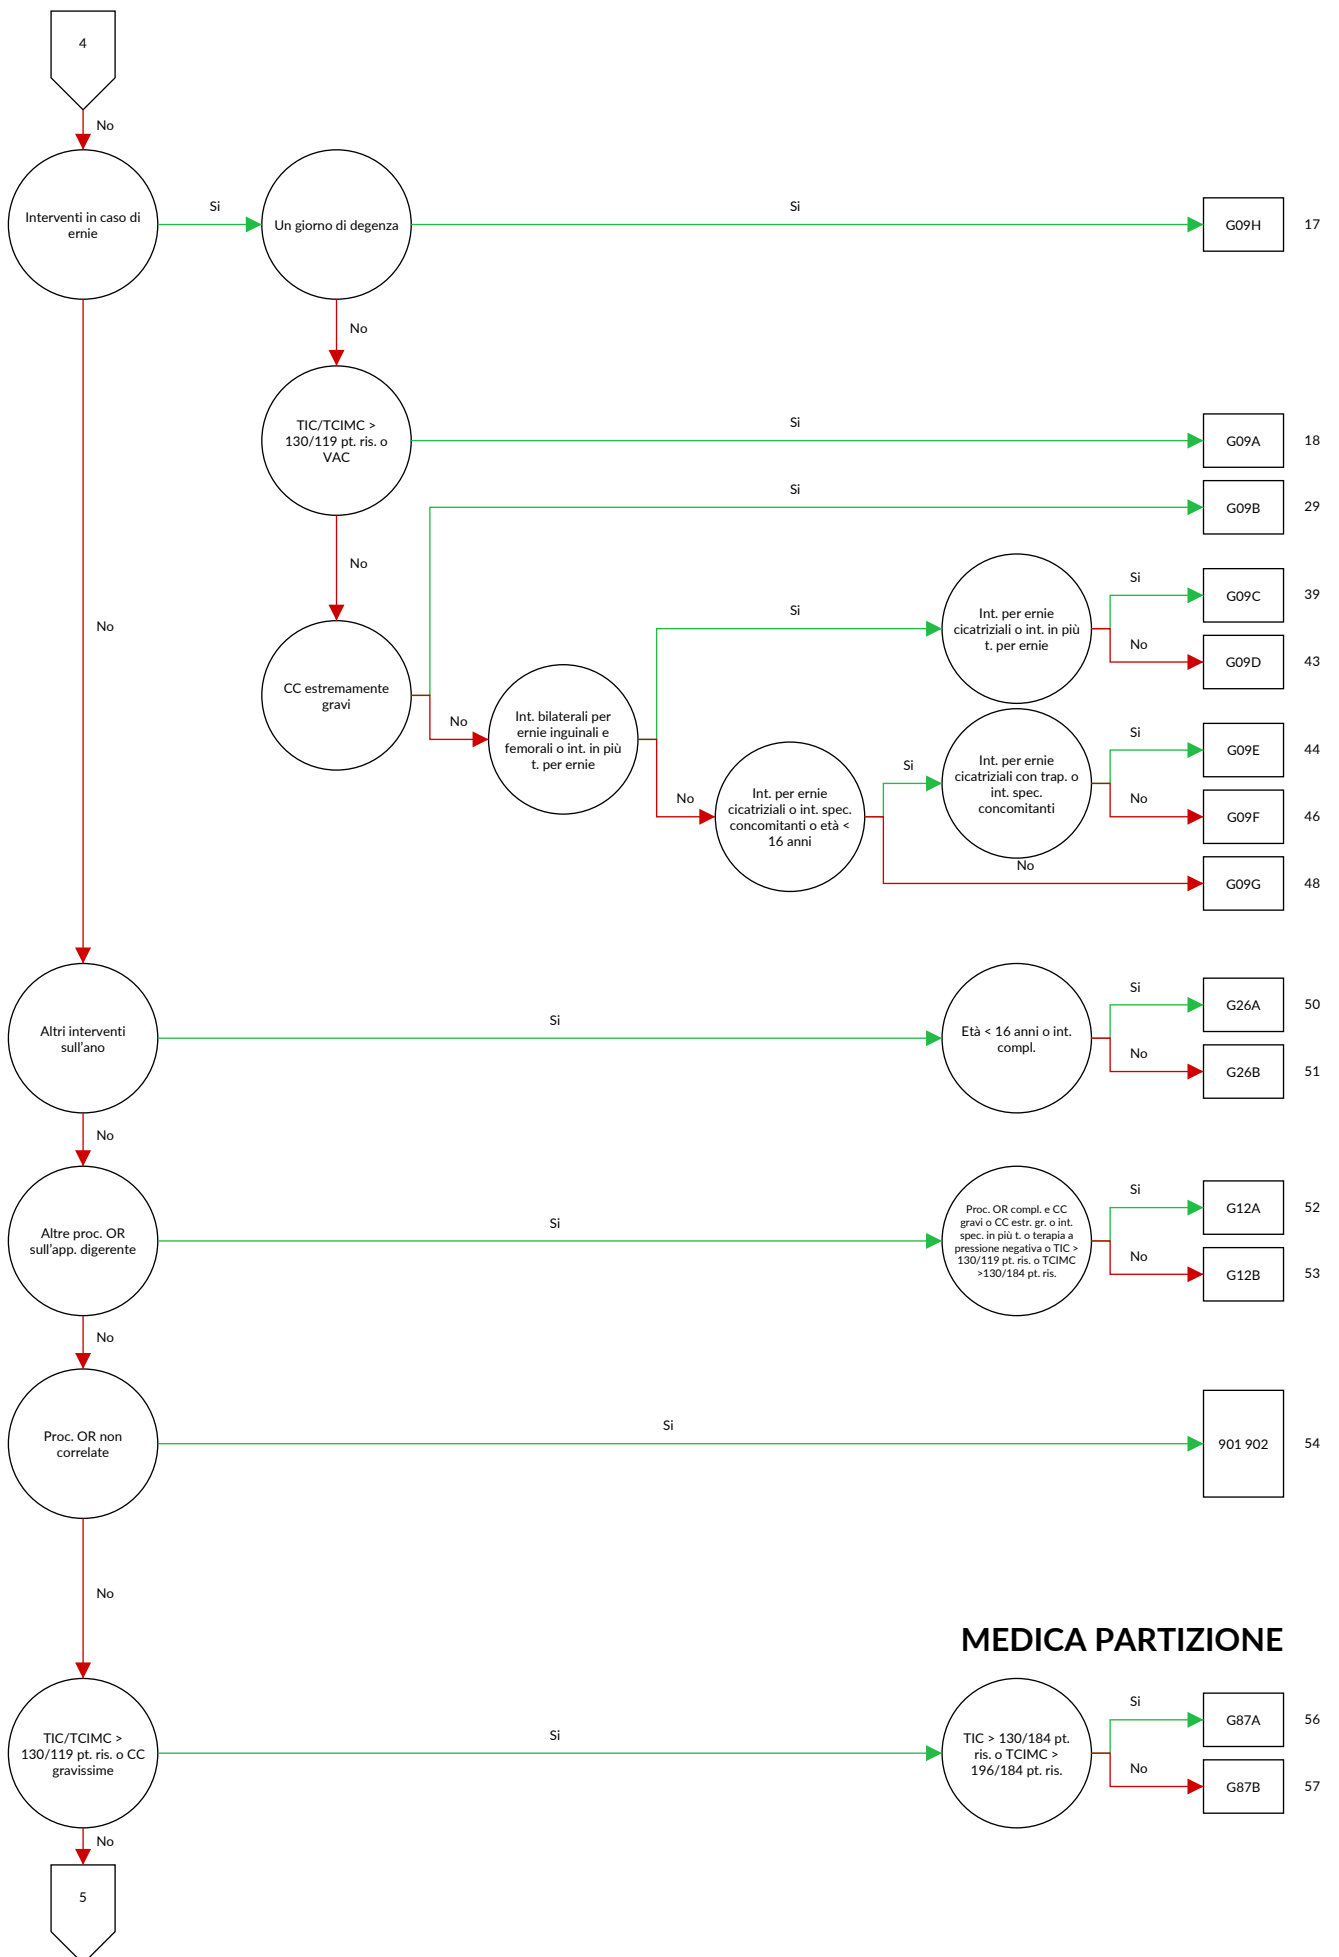 4
No
Interventi in caso di
ernie
Si
Un giorno di degenza
Si
G09H
17
No
TIC/TCIMC >
130/119 pt. ris. o
VAC
Si
G09A
18
Si
G09B
29
No
No
CC estremamente
gravi
No
Int. bilaterali per
ernie inguinali e
femorali o int. in più
t. per ernie
Si
Int. per ernie
cicatriziali o int. in più
t. per ernie
Si
G09C
39
No
G09D
43
No
Int. per ernie
cicatriziali o int. spec.
concomitanti o età <
16 anni
Si
Int. per ernie
cicatriziali con trap. o
int. spec.
concomitanti
Si
G09E
44
No
G09F
46
No
G09G
48
Altri interventi
sull'ano
Si
Età < 16 anni o int.
compl.
Si
G26A
50
No
G26B
51
No
Altre proc. OR
sull'app. digerente
Si
Proc. OR compl. e CC
gravi o CC estr. gr. o int.
spec. in più t. o terapia a
pressione negativa o TIC >
130/119 pt. ris. o TCIMC
>130/184 pt. ris.
Si
G12A
52
No
G12B
53
No
Proc. OR non
correlate
Si
901 902
54
No
MEDICA PARTIZIONE
TIC/TCIMC >
130/119 pt. ris. o CC
gravissime
Si
TIC > 130/184 pt.
ris. o TCIMC >
196/184 pt. ris.
Si
G87A
56
No
G87B
57
No
5